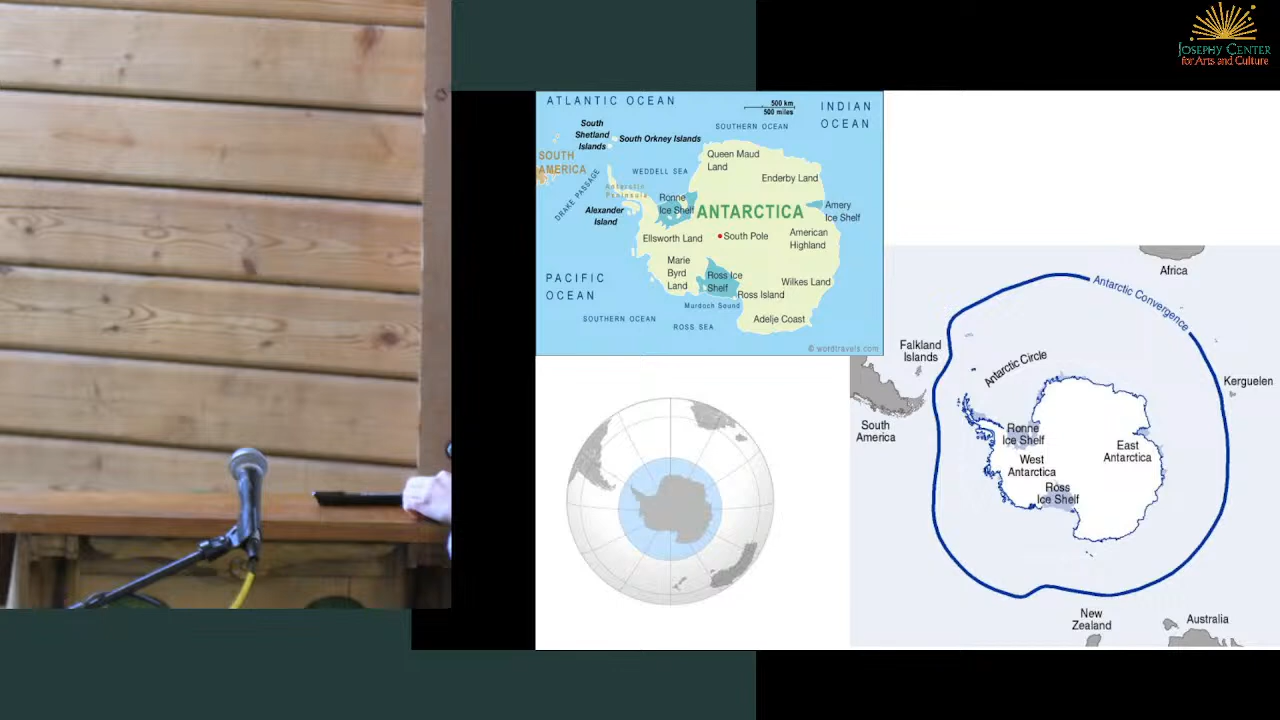 JOSEPHY CENTER
for Arts and Culture
ATLANTIC OCEAN
500 km
500 miles
INDIAN
OCEAN
SOUTHERN OCEAN
South
Shetland
Islands
South Orkney Islands
SOUTH
AMERICA
WEDDELL SEA
Queen Maud
Land
Enderby Land
DRAKE PASSAGE
Antarctic
Peninsula
Alexander
Island
Ronne
Ice Shelf
ANTARCTICA
Amery
Ice Shelf
Ellsworth Land
South Pole
American
Highland
Marie
Byrd
Land
Ross Ice
Shelf
Wilkes Land
PACIFIC
OCEAN
Ross Island
Murdoch Sound
SOUTHERN OCEAN
ROSS SEA
Adelje Coast
© wordtravels.com
Africa
Antarctic Convergence
Falkland
Islands
Antarctic Circle
Kerguelen
South
America
Ronne
Ice Shelf
West
Antarctica
East
Antarctica
Ross
Ice Shelf
New
Zealand
Australia